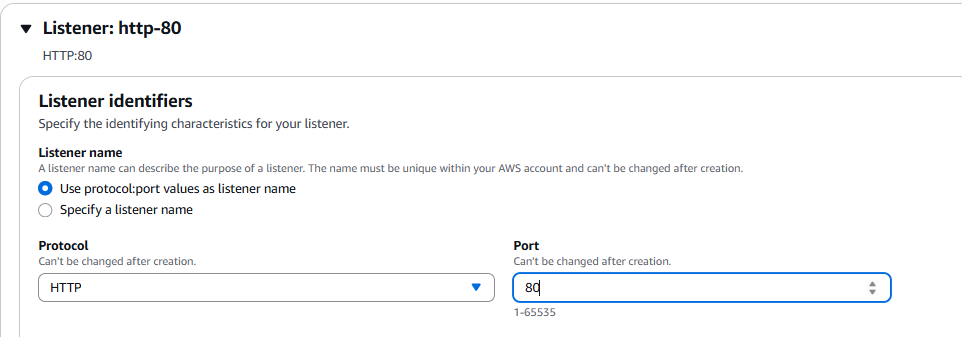 Listener: http-80
HTTP:80
Listener identifiers
Specify the identifying characteristics for your listener.
Listener name
A listener name can describe the purpose of a listener. The name must be unique within your AWS account and can't be changed after creation.
Use protocol:port values as listener name
Specify a listener name
Protocol
Can't be changed after creation.
HTTP
Port
Can't be changed after creation.
80
1-65535